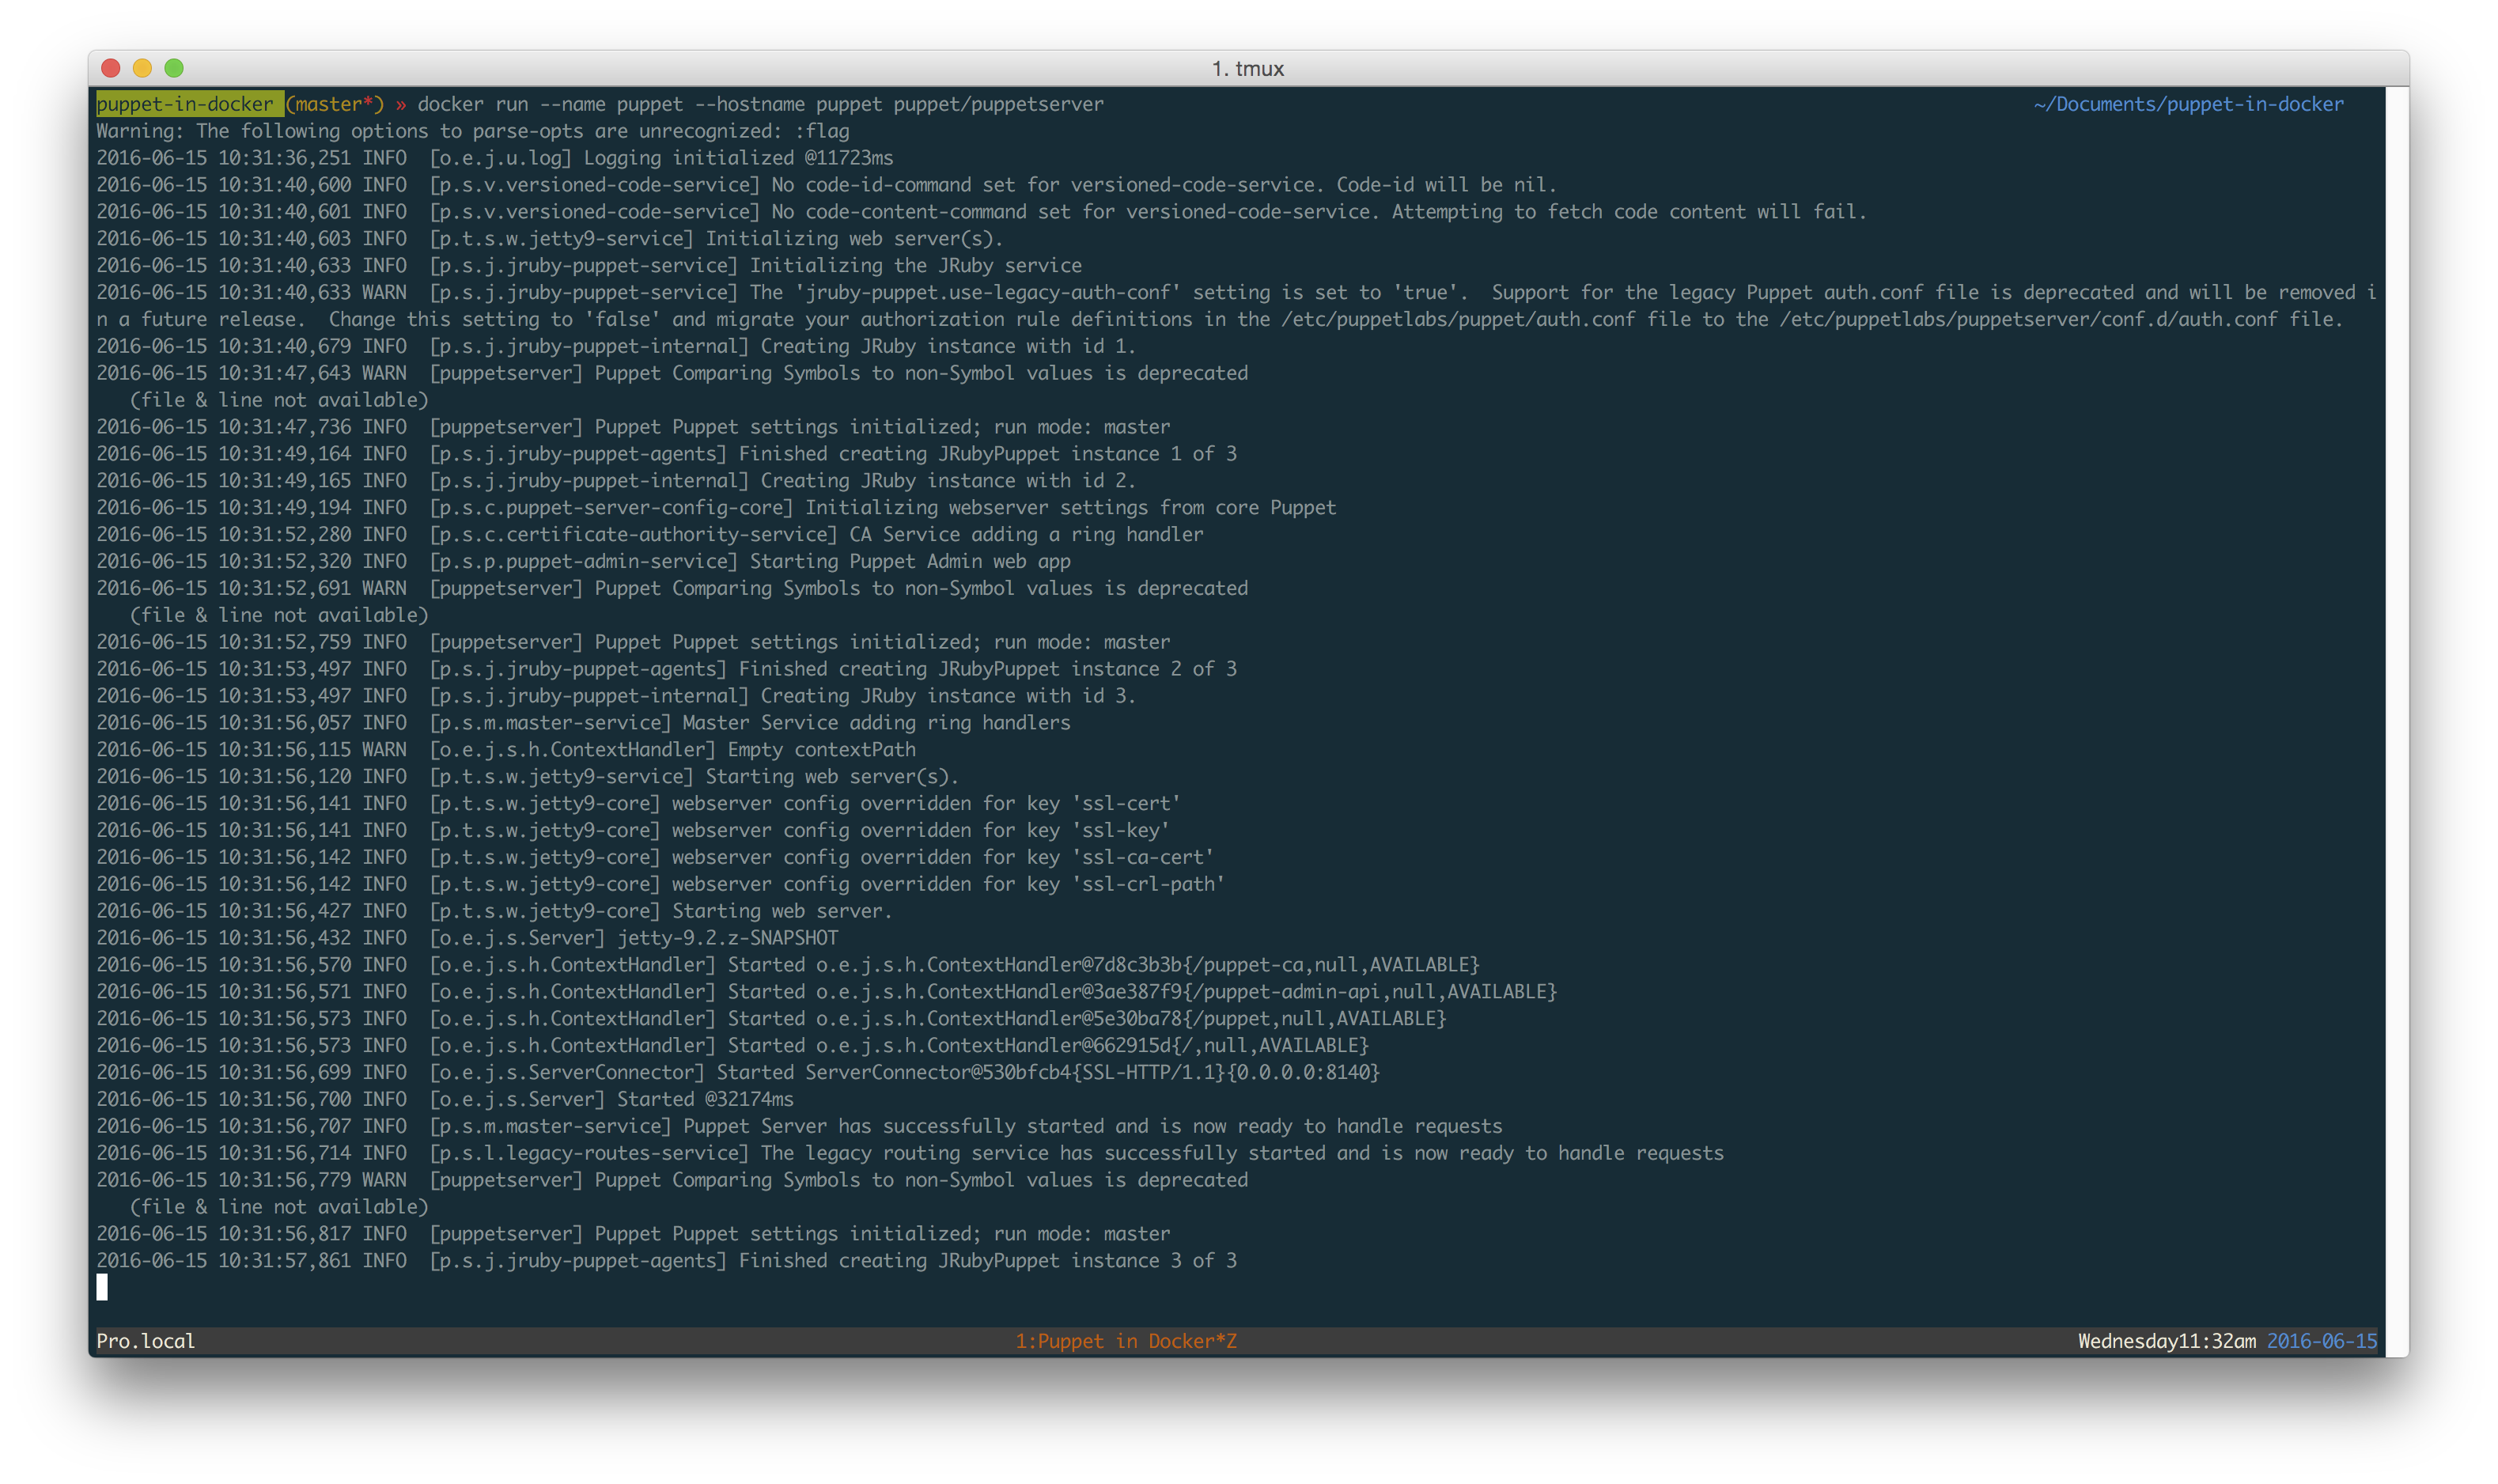 1. tmux
puppet-in-docker (master*) » docker run --name puppet --hostname puppet puppet/puppetserver ~/Documents/puppet-in-docker
Warning: The following options to parse-opts are unrecognized: :flag
2016-06-15 10:31:36,251 INFO  [o.e.j.u.log] Logging initialized @11723ms
2016-06-15 10:31:40,600 INFO  [p.s.v.versioned-code-service] No code-id-command set for versioned-code-service. Code-id will be nil.
2016-06-15 10:31:40,601 INFO  [p.s.v.versioned-code-service] No code-content-command set for versioned-code-service. Attempting to fetch code content will fail.
2016-06-15 10:31:40,603 INFO  [p.t.s.w.jetty9-service] Initializing web server(s).
2016-06-15 10:31:40,633 INFO  [p.s.j.jruby-puppet-service] Initializing the JRuby service
2016-06-15 10:31:40,633 WARN  [p.s.j.jruby-puppet-service] The 'jruby-puppet.use-legacy-auth-conf' setting is set to 'true'.  Support for the legacy Puppet auth.conf file is deprecated and will be removed i
n a future release.  Change this setting to 'false' and migrate your authorization rule definitions in the /etc/puppetlabs/puppet/auth.conf file to the /etc/puppetlabs/puppetserver/conf.d/auth.conf file.
2016-06-15 10:31:40,679 INFO  [p.s.j.jruby-puppet-internal] Creating JRuby instance with id 1.
2016-06-15 10:31:47,643 WARN  [puppetserver] Puppet Comparing Symbols to non-Symbol values is deprecated
   (file & line not available)
2016-06-15 10:31:47,736 INFO  [puppetserver] Puppet Puppet settings initialized; run mode: master
2016-06-15 10:31:49,164 INFO  [p.s.j.jruby-puppet-agents] Finished creating JRubyPuppet instance 1 of 3
2016-06-15 10:31:49,165 INFO  [p.s.j.jruby-puppet-internal] Creating JRuby instance with id 2.
2016-06-15 10:31:49,194 INFO  [p.s.c.puppet-server-config-core] Initializing webserver settings from core Puppet
2016-06-15 10:31:52,280 INFO  [p.s.c.certificate-authority-service] CA Service adding a ring handler
2016-06-15 10:31:52,320 INFO  [p.s.p.puppet-admin-service] Starting Puppet Admin web app
2016-06-15 10:31:52,691 WARN  [puppetserver] Puppet Comparing Symbols to non-Symbol values is deprecated
   (file & line not available)
2016-06-15 10:31:52,759 INFO  [puppetserver] Puppet Puppet settings initialized; run mode: master
2016-06-15 10:31:53,497 INFO  [p.s.j.jruby-puppet-agents] Finished creating JRubyPuppet instance 2 of 3
2016-06-15 10:31:53,497 INFO  [p.s.j.jruby-puppet-internal] Creating JRuby instance with id 3.
2016-06-15 10:31:56,057 INFO  [p.s.m.master-service] Master Service adding ring handlers
2016-06-15 10:31:56,115 WARN  [o.e.j.s.h.ContextHandler] Empty contextPath
2016-06-15 10:31:56,120 INFO  [p.t.s.w.jetty9-service] Starting web server(s).
2016-06-15 10:31:56,141 INFO  [p.t.s.w.jetty9-core] webserver config overridden for key 'ssl-cert'
2016-06-15 10:31:56,141 INFO  [p.t.s.w.jetty9-core] webserver config overridden for key 'ssl-key'
2016-06-15 10:31:56,142 INFO  [p.t.s.w.jetty9-core] webserver config overridden for key 'ssl-ca-cert'
2016-06-15 10:31:56,142 INFO  [p.t.s.w.jetty9-core] webserver config overridden for key 'ssl-crl-path'
2016-06-15 10:31:56,427 INFO  [p.t.s.w.jetty9-core] Starting web server.
2016-06-15 10:31:56,432 INFO  [o.e.j.s.Server] jetty-9.2.z-SNAPSHOT
2016-06-15 10:31:56,570 INFO  [o.e.j.s.h.ContextHandler] Started o.e.j.s.h.ContextHandler@7d8c3b3b{/puppet-ca,null,AVAILABLE}
2016-06-15 10:31:56,571 INFO  [o.e.j.s.h.ContextHandler] Started o.e.j.s.h.ContextHandler@3ae387f9{/puppet-admin-api,null,AVAILABLE}
2016-06-15 10:31:56,573 INFO  [o.e.j.s.h.ContextHandler] Started o.e.j.s.h.ContextHandler@5e30ba78{/puppet,null,AVAILABLE}
2016-06-15 10:31:56,573 INFO  [o.e.j.s.h.ContextHandler] Started o.e.j.s.h.ContextHandler@662915d{/,null,AVAILABLE}
2016-06-15 10:31:56,699 INFO  [o.e.j.s.ServerConnector] Started ServerConnector@530bfcb4{SSL-HTTP/1.1}{0.0.0.0:8140}
2016-06-15 10:31:56,700 INFO  [o.e.j.s.Server] Started @32174ms
2016-06-15 10:31:56,707 INFO  [p.s.m.master-service] Puppet Server has successfully started and is now ready to handle requests
2016-06-15 10:31:56,714 INFO  [p.s.l.legacy-routes-service] The legacy routing service has successfully started and is now ready to handle requests
2016-06-15 10:31:56,779 WARN  [puppetserver] Puppet Comparing Symbols to non-Symbol values is deprecated
   (file & line not available)
2016-06-15 10:31:56,817 INFO  [puppetserver] Puppet Puppet settings initialized; run mode: master
2016-06-15 10:31:57,861 INFO  [p.s.j.jruby-puppet-agents] Finished creating JRubyPuppet instance 3 of 3
Pro.local 1:Puppet in Docker*Z Wednesday11:32am 2016-06-15